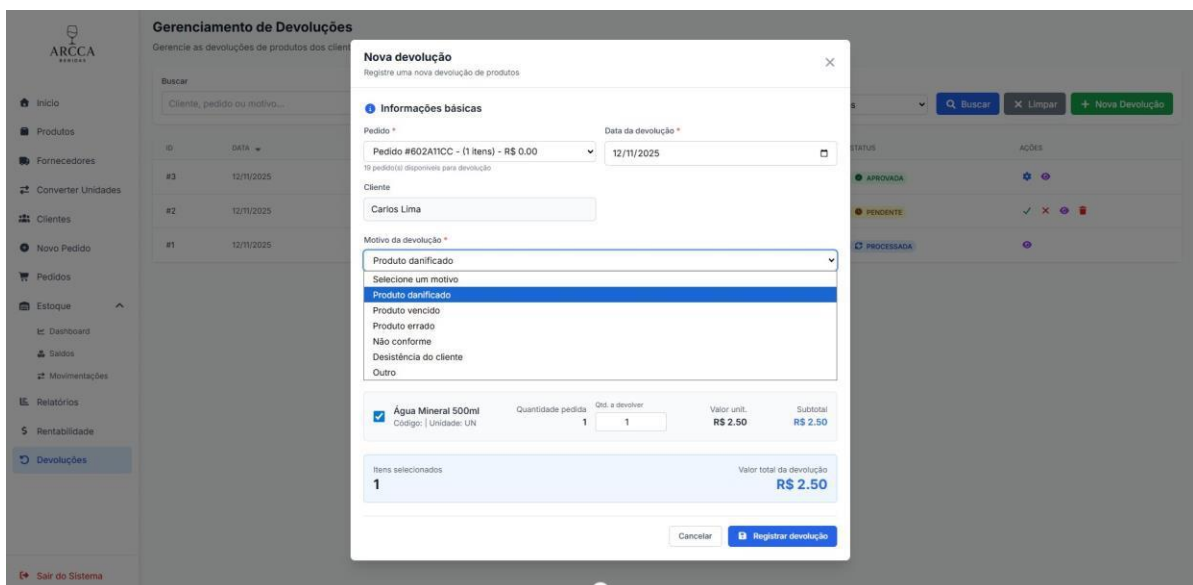 ARCCA
BEBIDAS
Início
Produtos
Fornecedores
Converter Unidades
Clientes
Novo Pedido
Pedidos
Estoque
Dashboard
Saldos
Movimentações
Relatórios
Rentabilidade
Devoluções
Sair do Sistema
Gerenciamento de Devoluções
Gerencie as devoluções de produtos dos client
Buscar
Cliente, pedido ou motivo...
s
Buscar
Limpar
Nova Devolução
ID DATA STATUS AÇÕES
#3 12/11/2025 APROVADA
#2 12/11/2025 PENDENTE
#1 12/11/2025 PROCESSADA
Nova devolução
Registre uma nova devolução de produtos
Informações básicas
Pedido * Data da devolução *
Pedido #602A11CC - (1 itens) - R$ 0.00 12/11/2025
19 pedido(s) disponíveis para devolução
Cliente
Carlos Lima
Motivo da devolução *
Produto danificado
Selecione um motivo
Produto danificado
Produto vencido
Produto errado
Não conforme
Desistência do cliente
Outro
Água Mineral 500ml Quantidade pedida Qtd. a devolver Valor unit. Subtotal
Código: | Unidade: UN 1 1 R$ 2.50 R$ 2.50
Itens selecionados Valor total da devolução
1 R$ 2.50
Cancelar Registrar devolução